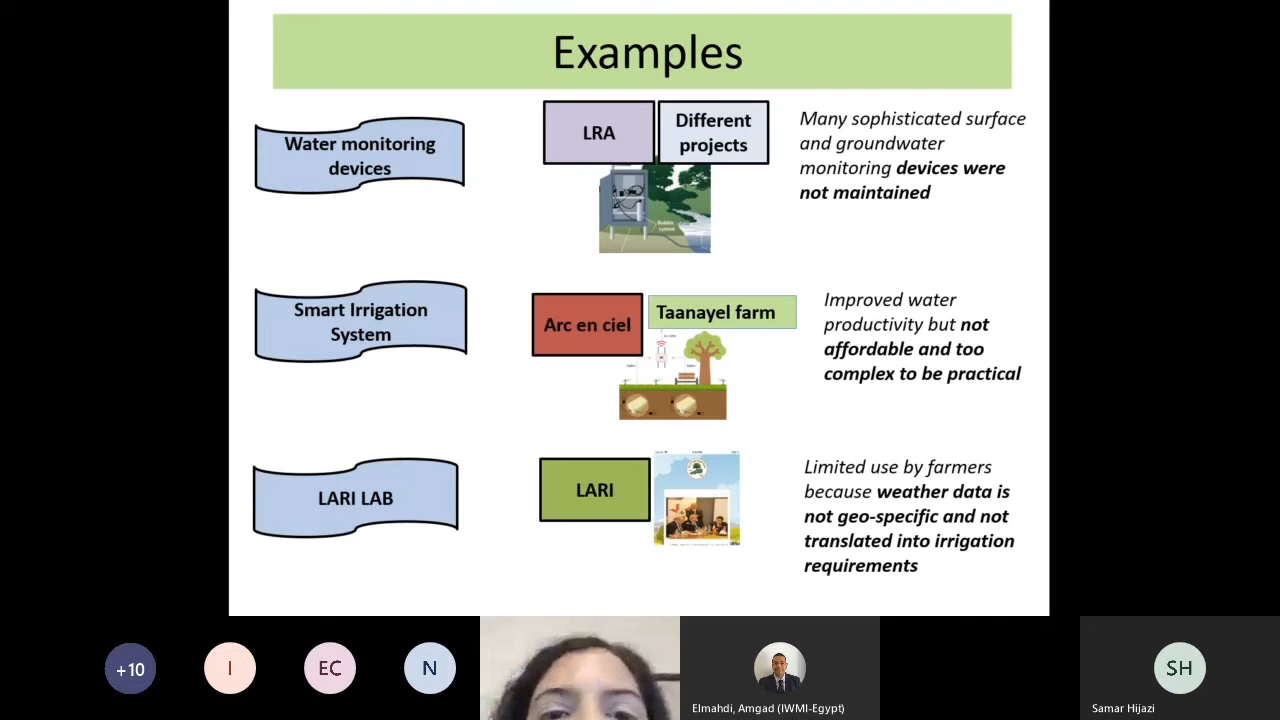 Examples
Water monitoring
devices
LRA
Different
projects
Many sophisticated surface
and groundwater
monitoring devices were
not maintained
Smart Irrigation
System
Arc en ciel
Taanayel farm
Improved water
productivity but not
affordable and too
complex to be practical
LARI LAB
LARI
Limited use by farmers
because weather data is
not geo-specific and not
translated into irrigation
requirements
+10
I
EC
N
Elmahdi, Amgad (IWMI-Egypt)
SH
Samar Hijazi